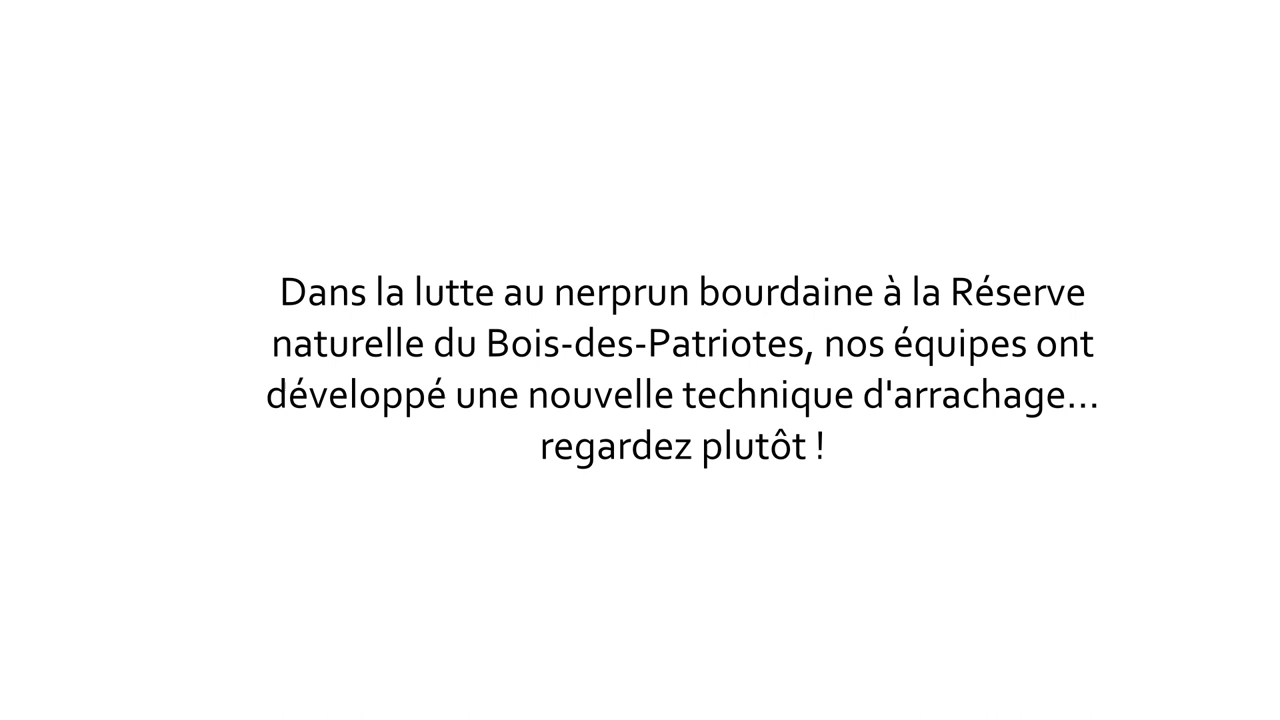 Dans la lutte au nerprun bourdaine à la Réserve
naturelle du Bois-des-Patriotes, nos équipes ont
développé une nouvelle technique d'arrachage...
regardez plutôt !